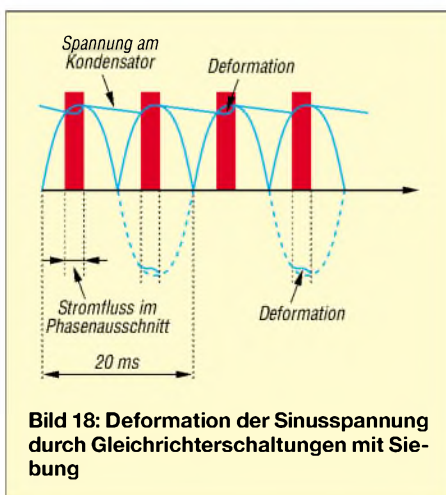 Spannung am
Kondensator
Deformation
Stromfluss im
Phasenausschnitt
Deformation
20 ms
Bild 18: Deformation der Sinusspannung
durch Gleichrichterschaltungen mit Sie-
bung